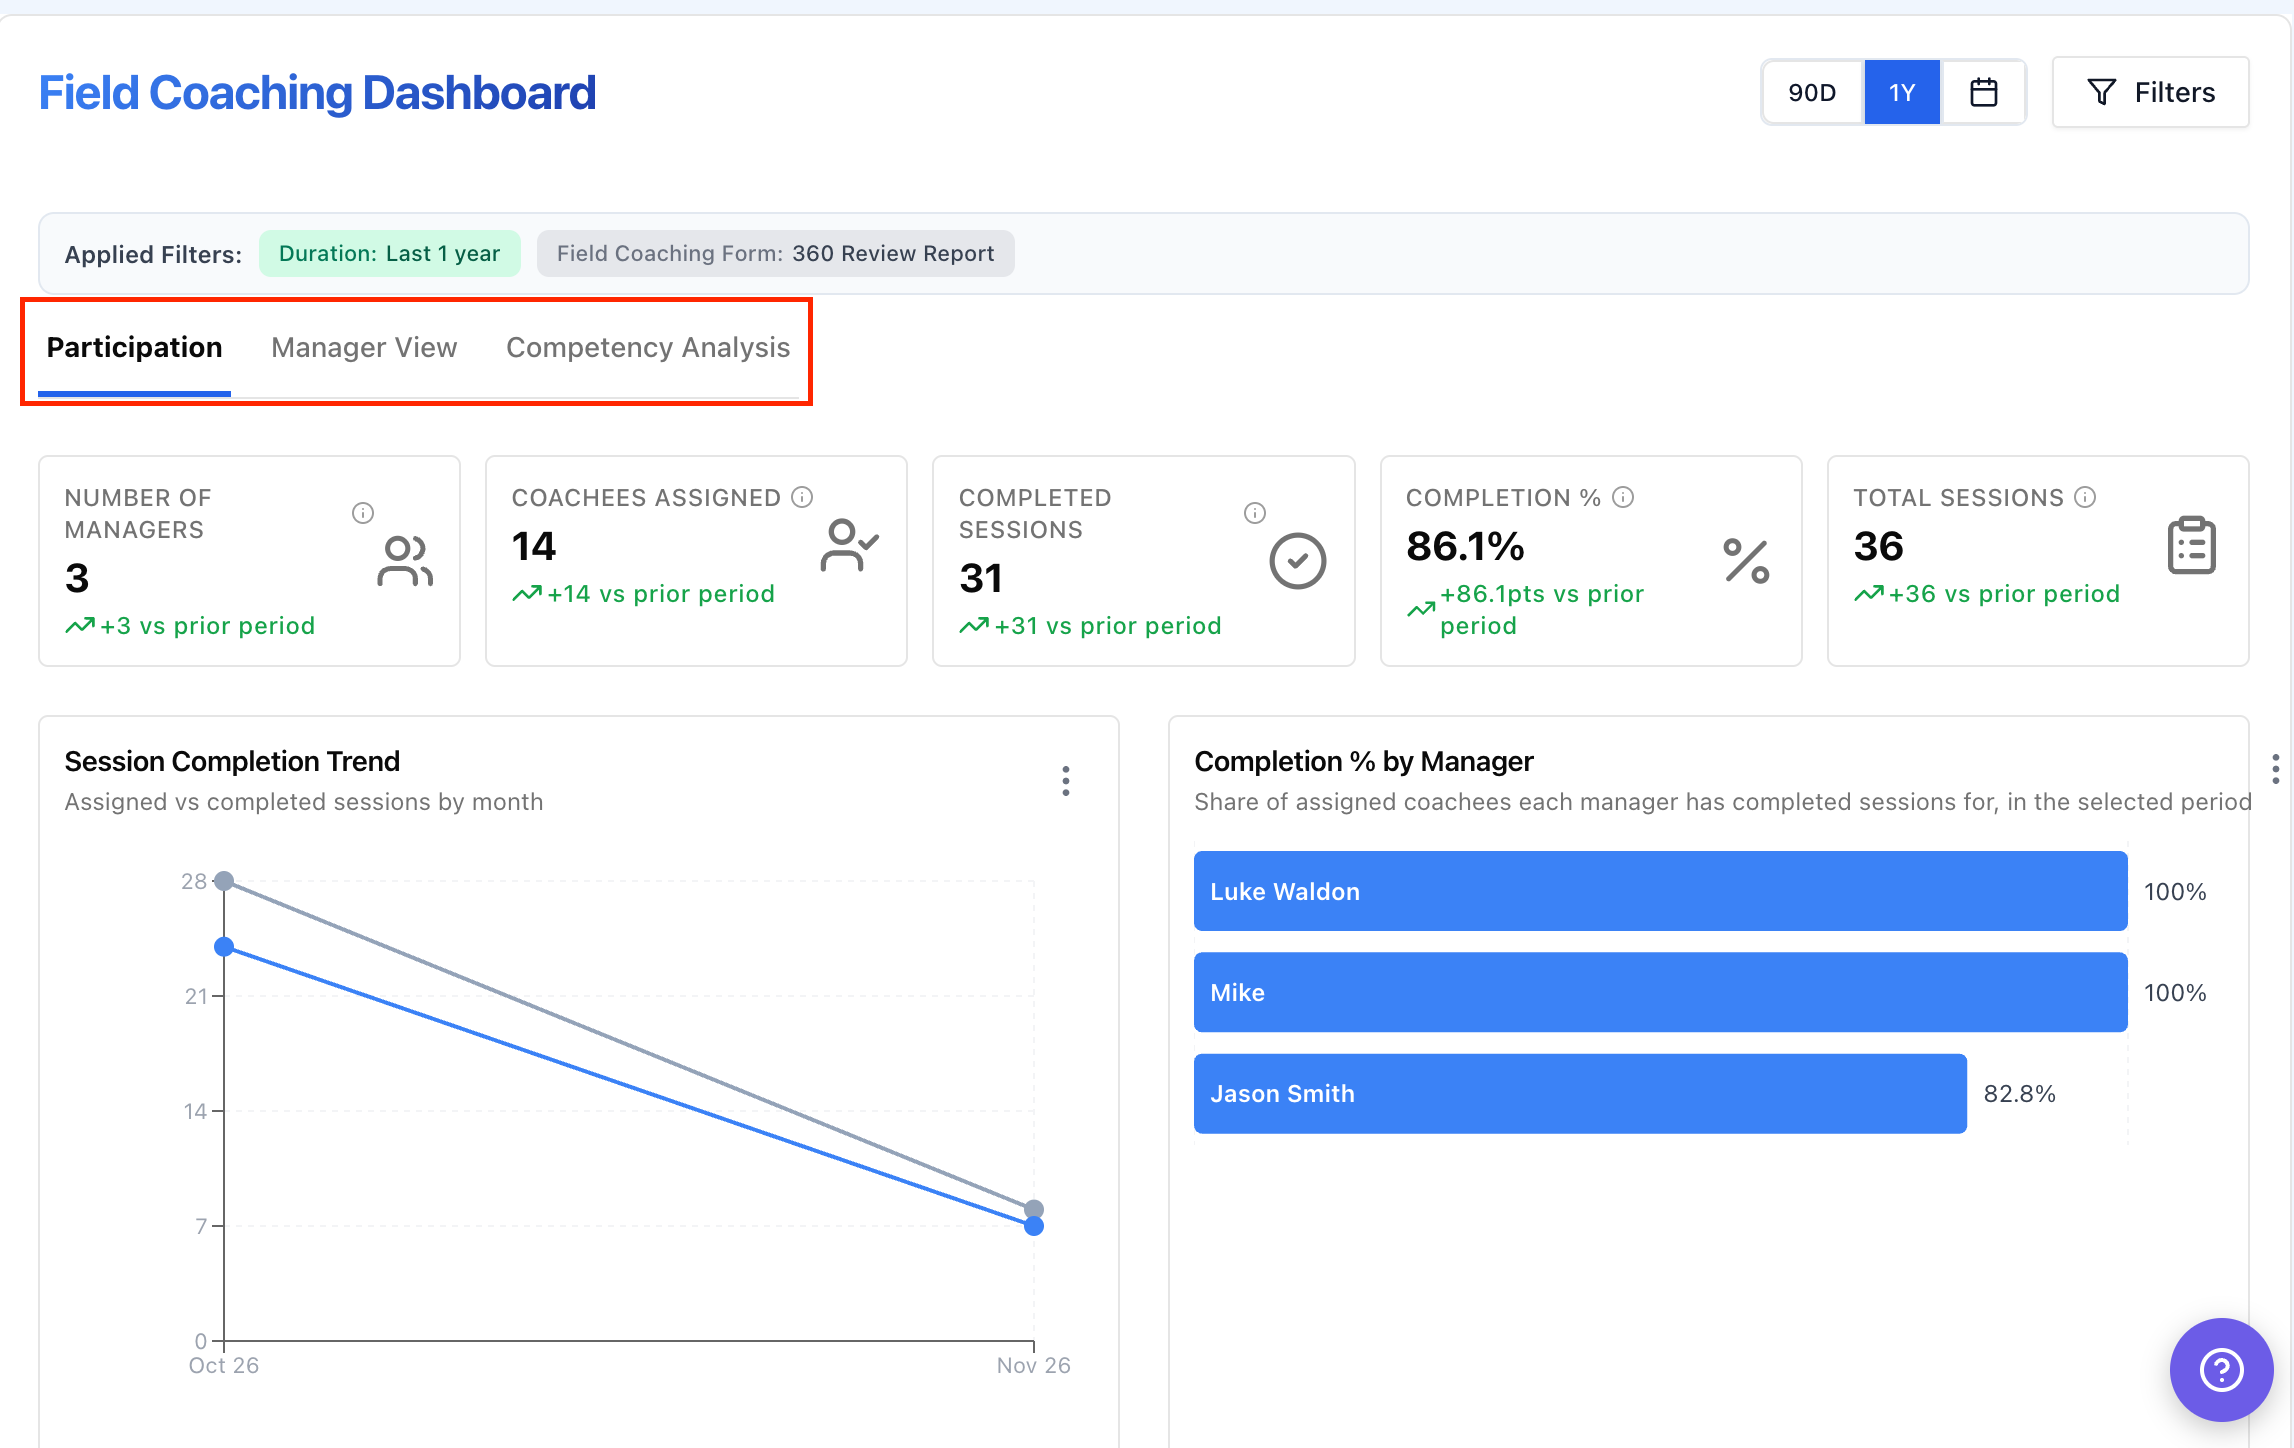 Field Coaching Dashboard
90D
1Y
Filters
Applied Filters:
Duration: Last 1 year
Field Coaching Form: 360 Review Report
Participation
Manager View
Competency Analysis
NUMBER OF
MANAGERS
3
+3 vs prior period
COACHEES ASSIGNED
14
+14 vs prior period
COMPLETED
SESSIONS
31
+31 vs prior period
COMPLETION %
86.1%
+86.1pts vs prior
period
TOTAL SESSIONS
36
+36 vs prior period
Session Completion Trend
Assigned vs completed sessions by month
28
21
14
7
0
Oct 26
Nov 26
Completion % by Manager
Share of assigned coachees each manager has completed sessions for, in the selected period
Luke Waldon
100%
Mike
100%
Jason Smith
82.8%